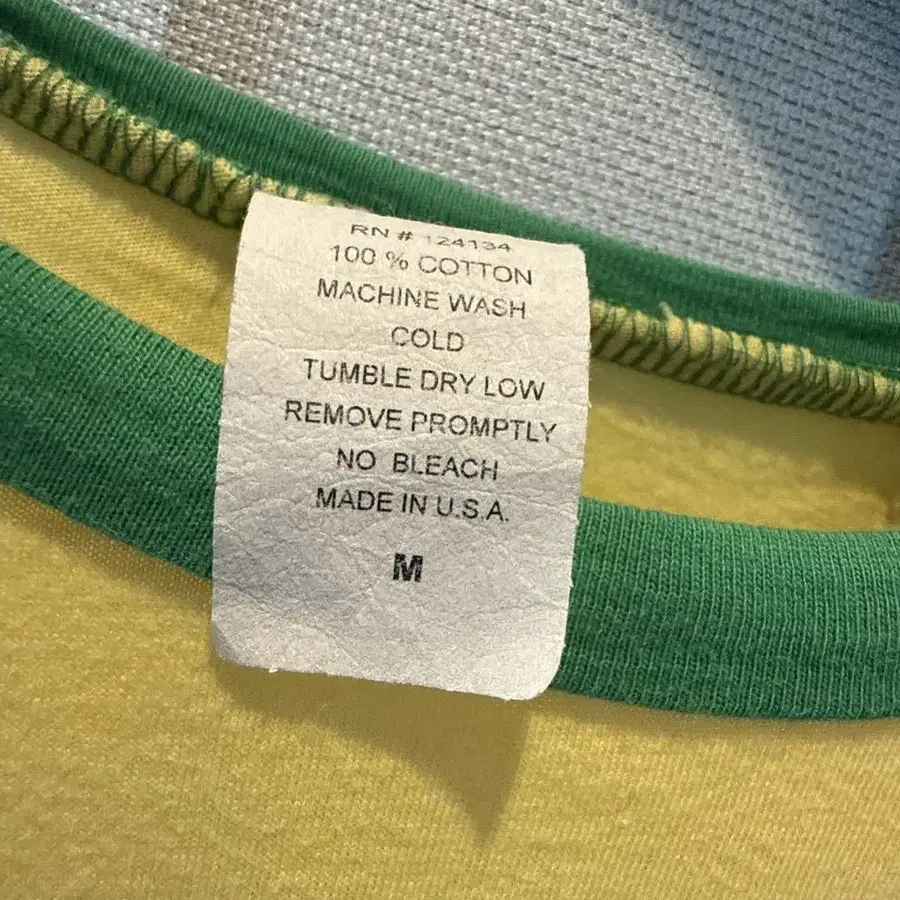 RN # 124134
100 % COTTON
MACHINE WASH
COLD
TUMBLE DRY LOW
REMOVE PROMPTLY
NO BLEACH
MADE IN U.S.A.
M